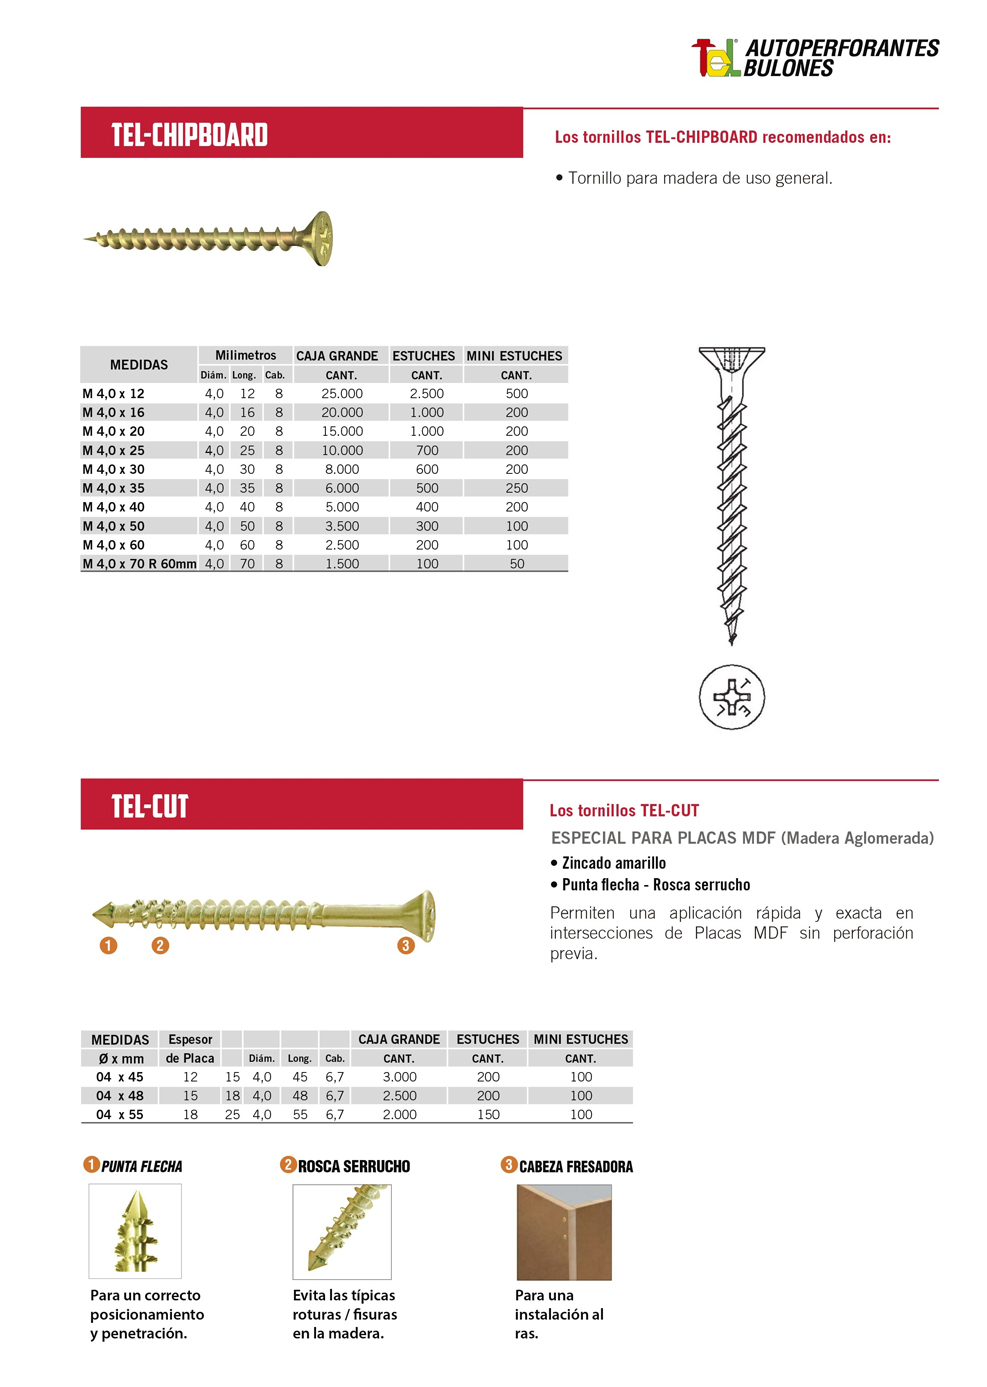 TEL AUTOPERFORANTES
BULONES
TEL-CHIPBOARD
Los tornillos TEL-CHIPBOARD recomendados en:
• Tornillo para madera de uso general.
MEDIDAS Milimetros CAJA GRANDE ESTUCHES MINI ESTUCHES
Diám. Long. Cab. CANT. CANT. CANT.
M 4,0 x 12 4,0 12 8 25.000 2.500 500
M 4,0 x 16 4,0 16 8 20.000 1.000 200
M 4,0 x 20 4,0 20 8 15.000 1.000 200
M 4,0 x 25 4,0 25 8 10.000 700 200
M 4,0 x 30 4,0 30 8 8.000 600 200
M 4,0 x 35 4,0 35 8 6.000 500 250
M 4,0 x 40 4,0 40 8 5.000 400 200
M 4,0 x 50 4,0 50 8 3.500 300 100
M 4,0 x 60 4,0 60 8 2.500 200 100
M 4,0 x 70 R 60mm 4,0 70 8 1.500 100 50
T E L
TEL-CUT
Los tornillos TEL-CUT
ESPECIAL PARA PLACAS MDF (Madera Aglomerada)
• Zincado amarillo
• Punta flecha - Rosca serrucho
Permiten una aplicación rápida y exacta en
intersecciones de Placas MDF sin perforación
previa.
1 2 3
MEDIDAS Espesor CAJA GRANDE ESTUCHES MINI ESTUCHES
Ø x mm de Placa Diám. Long. Cab. CANT. CANT. CANT.
04 x 45 12 15 4,0 45 6,7 3.000 200 100
04 x 48 15 18 4,0 48 6,7 2.500 200 100
04 x 55 18 25 4,0 55 6,7 2.000 150 100
1 PUNTA FLECHA
2 ROSCA SERRUCHO
3 CABEZA FRESADORA
Para un correcto
posicionamiento
y penetración.
Evita las típicas
roturas / fisuras
en la madera.
Para una
instalación al
ras.